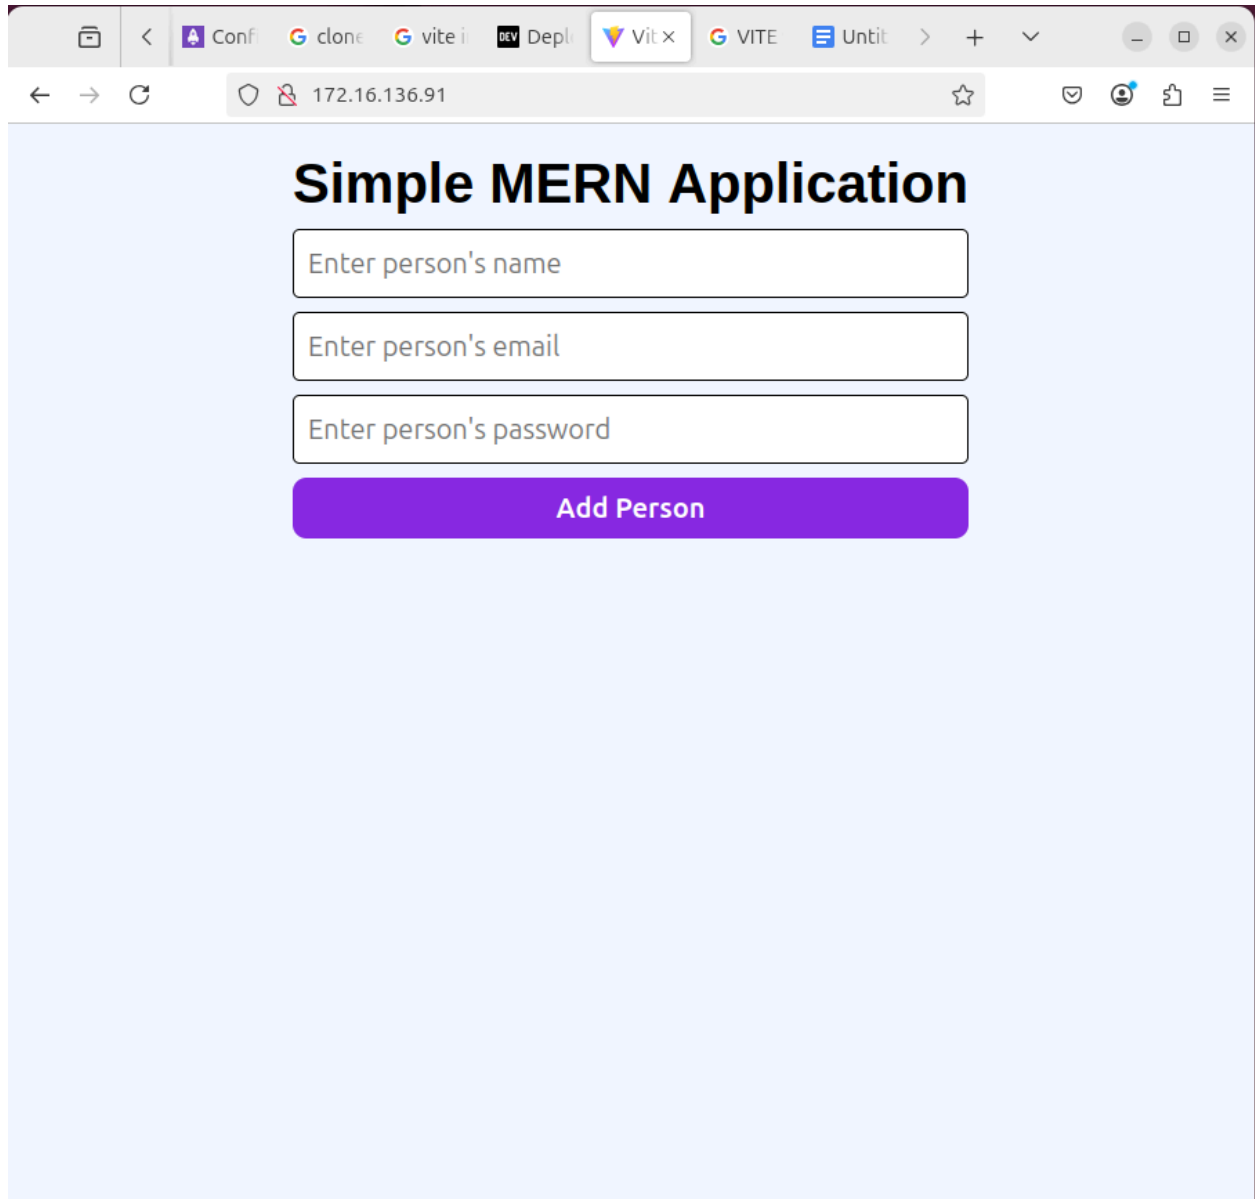 Conf
clone
vite i
DEV Depl
Vit
VITE
Untit
172.16.136.91
Simple MERN Application
Enter person's name
Enter person's email
Enter person's password
Add Person